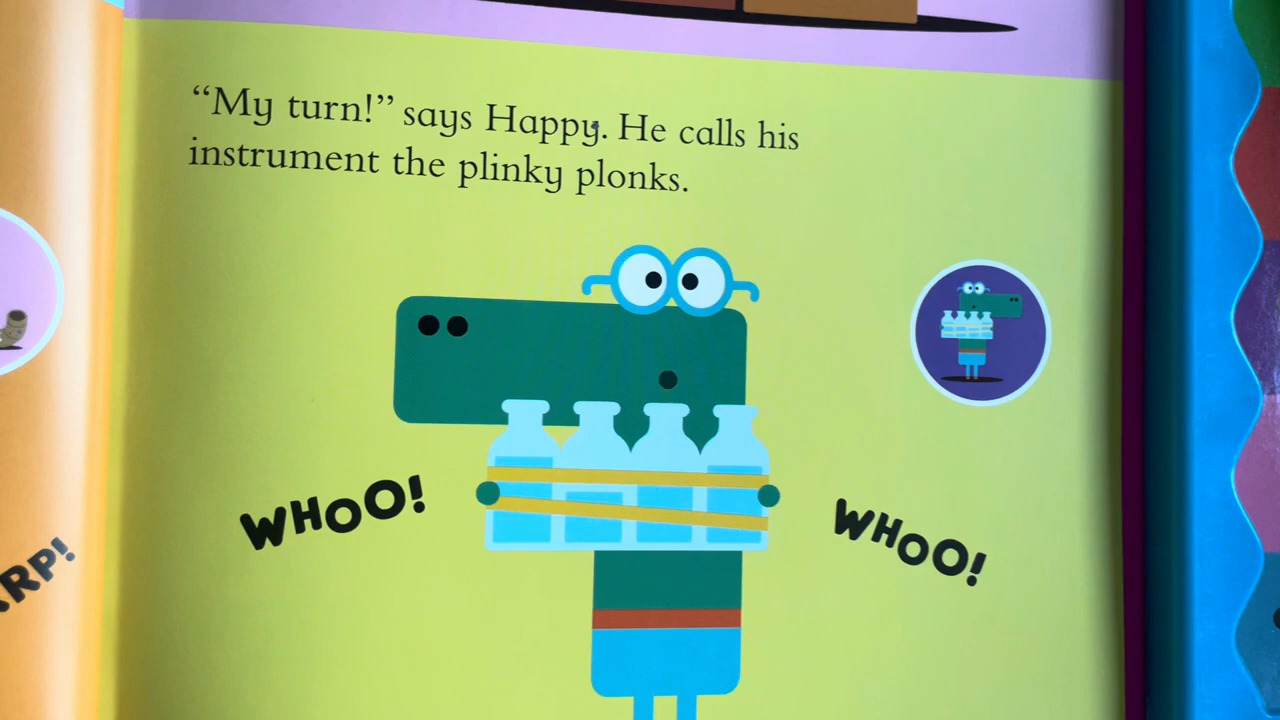 “My turn!” says Happy. He calls his
instrument the plinky plonks.
WHOO!
WHOO!